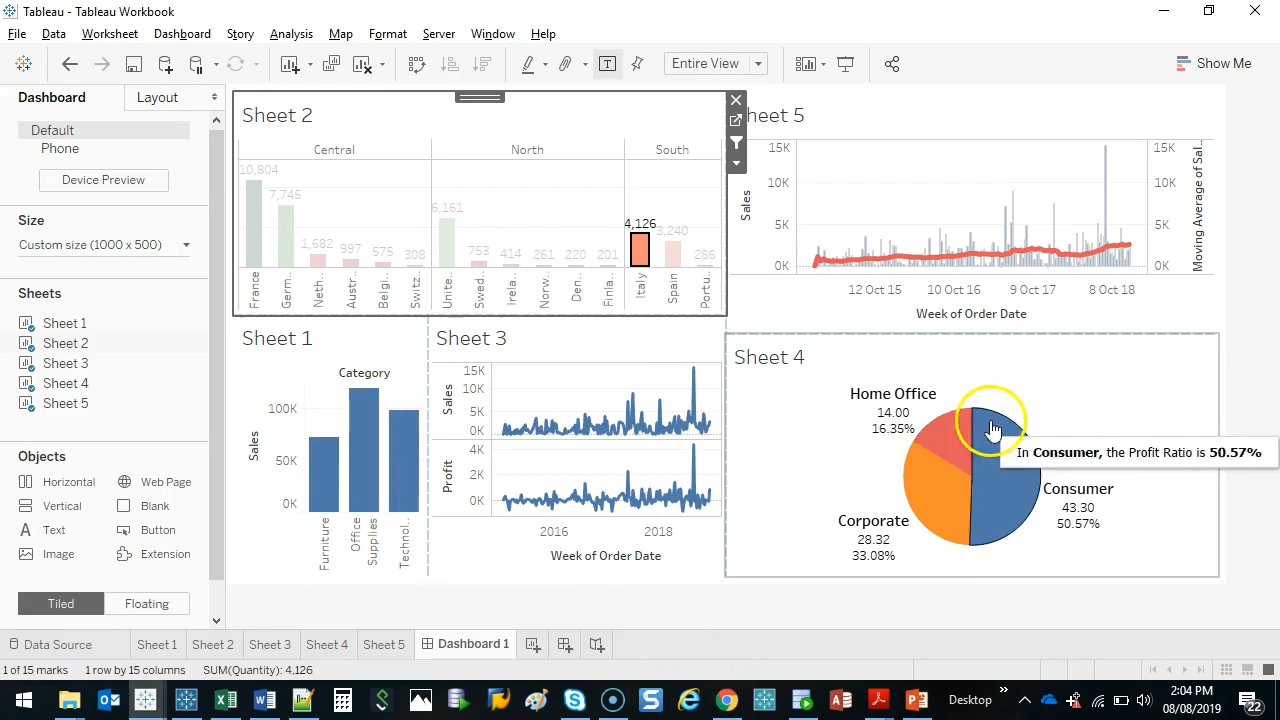 Tableau - Tableau Workbook
File Data Worksheet Dashboard Story Analysis Map Format Server Window Help
Entire View
Show Me
Dashboard Layout
Default
Phone
Device Preview
Size
Custom size (1000 x 500)
Sheets
Sheet 1
Sheet 2
Sheet 3
Sheet 4
Sheet 5
Objects
Horizontal Web Page
Vertical Blank
Text Button
Image Extension
Tiled Floating
Sheet 2
Central North South
10,804
7,745
1,682
997
575
308
6,161
753
414
261
220
201
4,126
3,240
286
France
Germ..
Neth..
Austr..
Belgi..
Switz..
Unite..
Swed..
Irela..
Norw..
Den..
Finla..
Italy
Spain
Portu..
heet 5
Sales
15K
10K
5K
0K
15K
10K
5K
0K
Moving Average of Sal..
12 Oct 15 10 Oct 16 9 Oct 17 8 Oct 18
Week of Order Date
Sheet 1
Category
Sales
100K
50K
0K
Furniture
Office
Supplies
Technol..
Sheet 3
Sales
15K
10K
5K
0K
Profit
4K
2K
0K
2016 2018
Week of Order Date
Sheet 4
Home Office
14.00
16.35%
In Consumer, the Profit Ratio is 50.57%
Consumer
43.30
50.57%
Corporate
28.32
33.08%
Data Source Sheet 1 Sheet 2 Sheet 3 Sheet 4 Sheet 5 Dashboard 1
1 of 15 marks 1 row by 15 columns SUM(Quantity): 4.126
Desktop
2:04 PM
08/08/2019
22